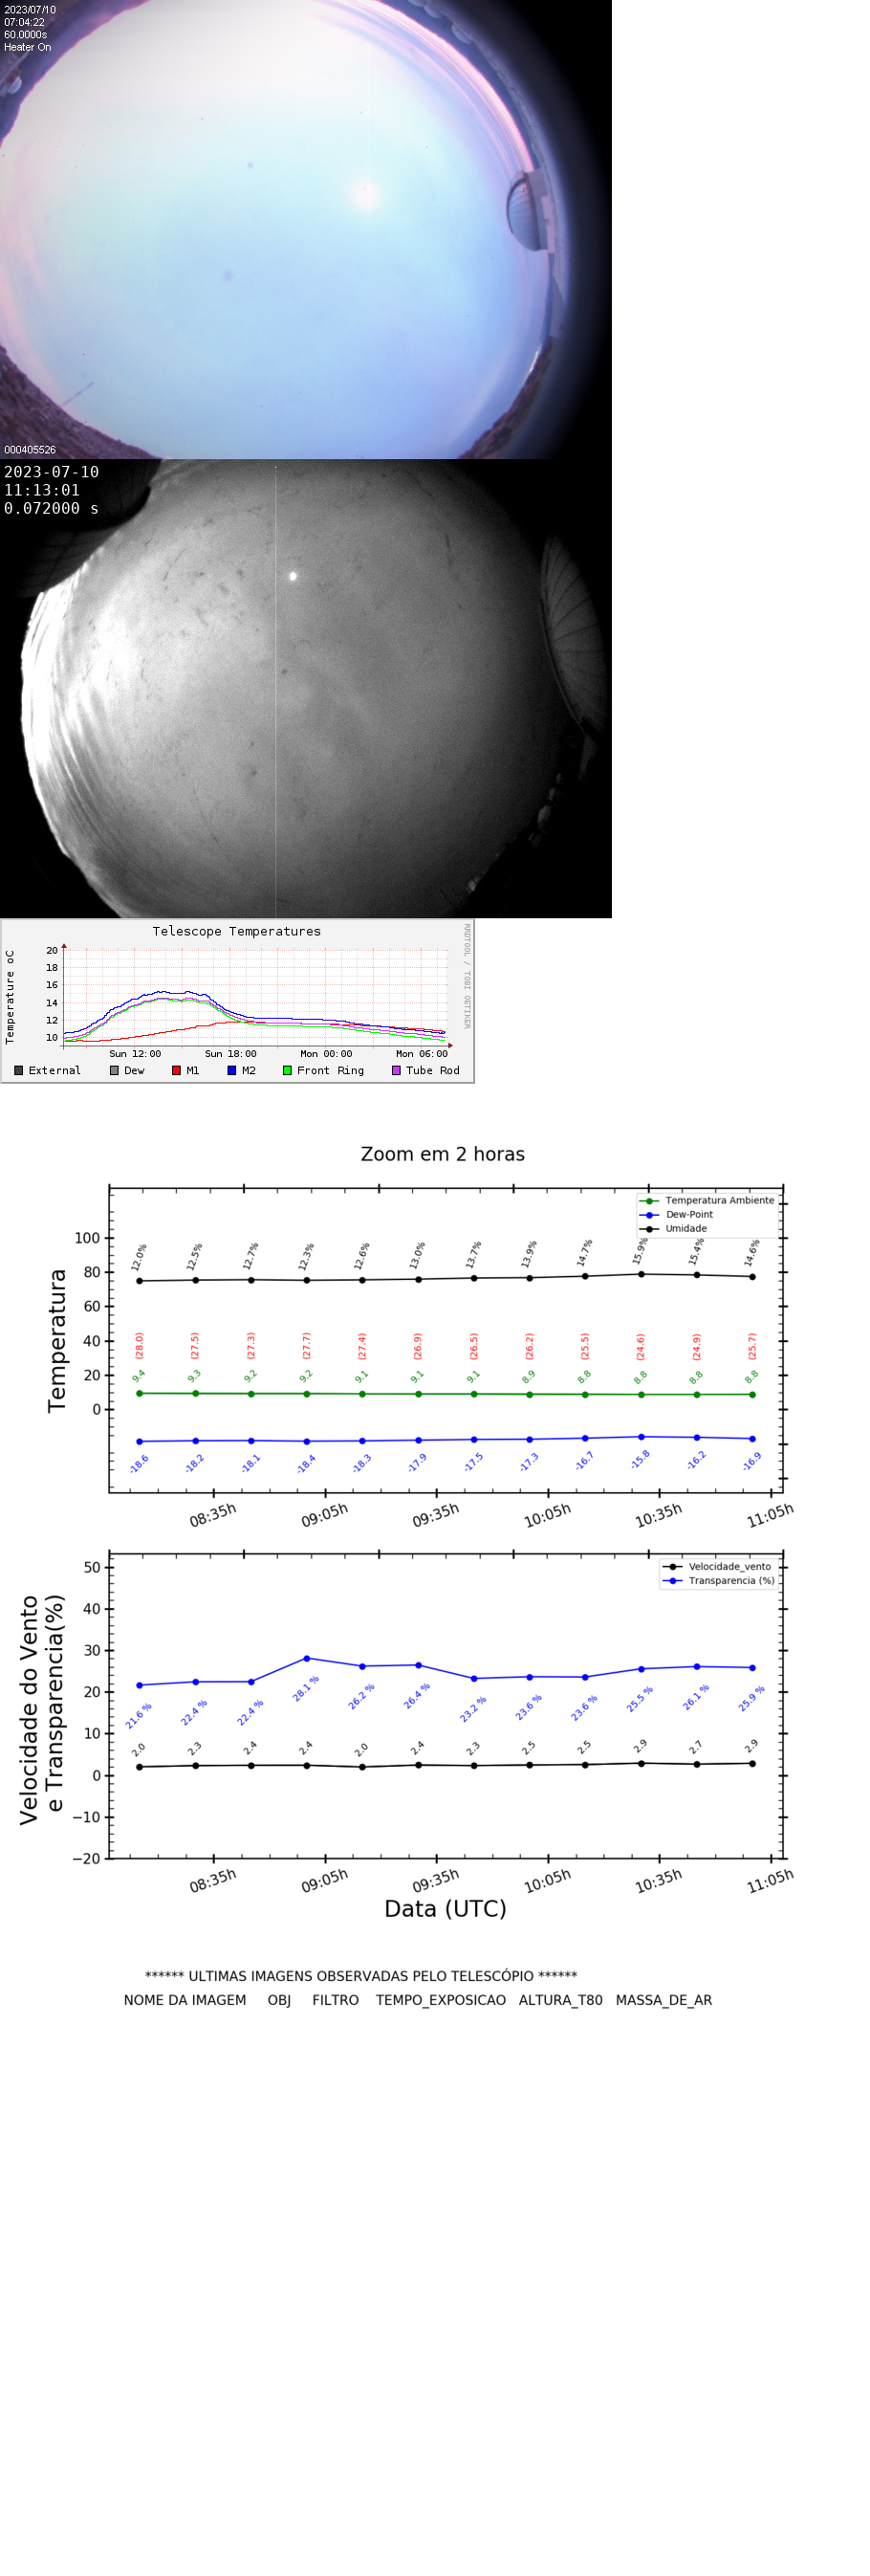 2023/07/10
07:04:22
60.0000s
Heater On
000405526
2023-07-10
11:13:01
0.072000 s
Telescope Temperatures
RRDTOOL / TOBI OETIKER
Temperature oC
20
18
16
14
12
10
Sun 12:00 Sun 18:00 Mon 00:00 Mon 06:00
External Dew M1 M2 Front Ring Tube Rod
Zoom em 2 horas
Temperatura Ambiente
Dew-Point
Umidade
Temperatura
100
80
60
40
20
0
12.0% 12.5% 12.7% 12.3% 12.6% 13.0% 13.7% 13.9% 14.7% 15.9% 15.4% 14.6%
(28.0) (27.5) (27.3) (27.7) (27.4) (26.9) (26.5) (26.2) (25.5) (24.6) (24.9) (25.7)
9.4 9.3 9.2 9.2 9.1 9.1 9.1 8.9 8.8 8.8 8.8 8.8
-18.6 -18.2 -18.1 -18.4 -18.3 -17.9 -17.5 -17.3 -16.7 -15.8 -16.2 -16.9
08:35h 09:05h 09:35h 10:05h 10:35h 11:05h
Velocidade_vento
Transparencia (%)
Velocidade do Vento
e Transparencia(%)
50
40
30
20
10
0
−10
−20
21.6 % 22.4 % 22.4 % 28.1 % 26.2 % 26.4 % 23.2 % 23.6 % 23.6 % 25.5 % 26.1 % 25.9 %
2.0 2.3 2.4 2.4 2.0 2.4 2.3 2.5 2.5 2.9 2.7 2.9
08:35h 09:05h 09:35h 10:05h 10:35h 11:05h
Data (UTC)
****** ULTIMAS IMAGENS OBSERVADAS PELO TELESCÓPIO ******
NOME DA IMAGEM OBJ FILTRO TEMPO_EXPOSICAO ALTURA_T80 MASSA_DE_AR